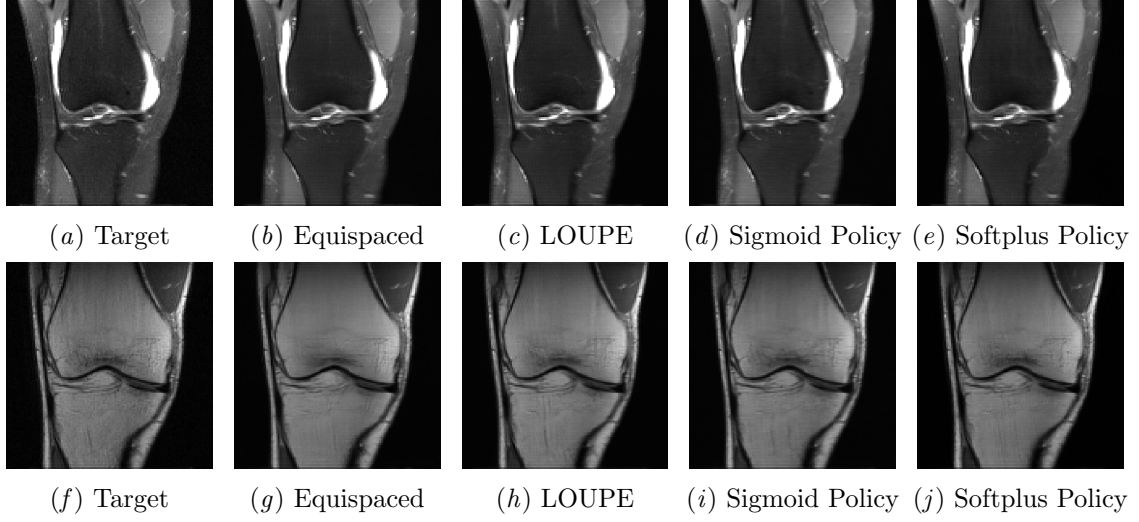 (a) Target (b) Equispaced (c) LOUPE (d) Sigmoid Policy (e) Softplus Policy
(f) Target (g) Equispaced (h) LOUPE (i) Sigmoid Policy (j) Softplus Policy